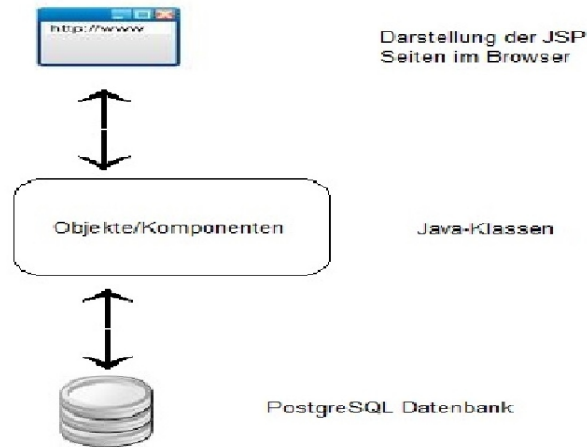 http://www
Darstellung der JSP
Seiten im Browser
Objekte/Komponenten
Java-Klassen
PostgreSQL Datenbank